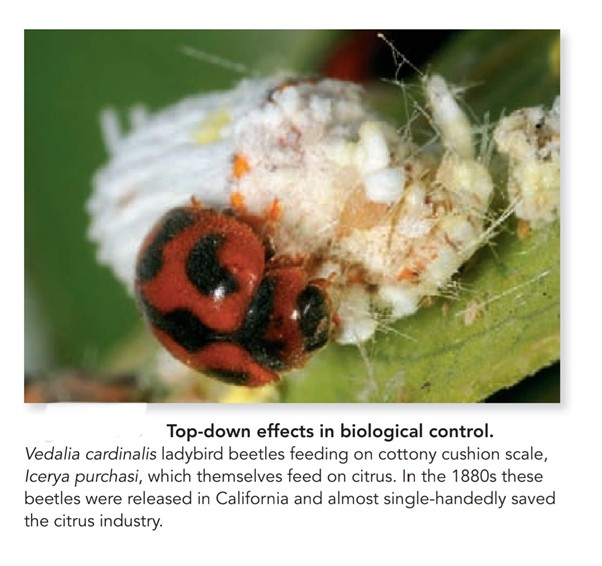 Top-down effects in biological control.
Vedalia cardinalis ladybird beetles feeding on cottony cushion scale,
Icerya purchasi, which themselves feed on citrus. In the 1880s these
beetles were released in California and almost single-handedly saved
the citrus industry.